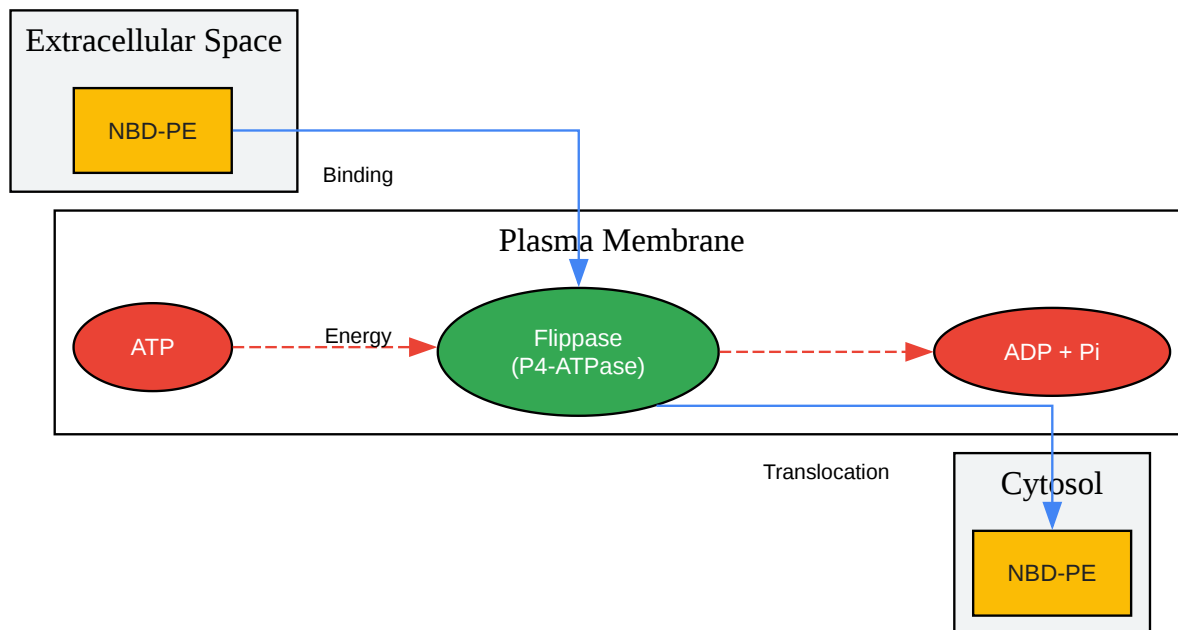 Extracellular Space
NBD-PE
Binding
Plasma Membrane
ATP
Energy
Flippase
(P4-ATPase)
ADP + Pi
Translocation
Cytosol
NBD-PE